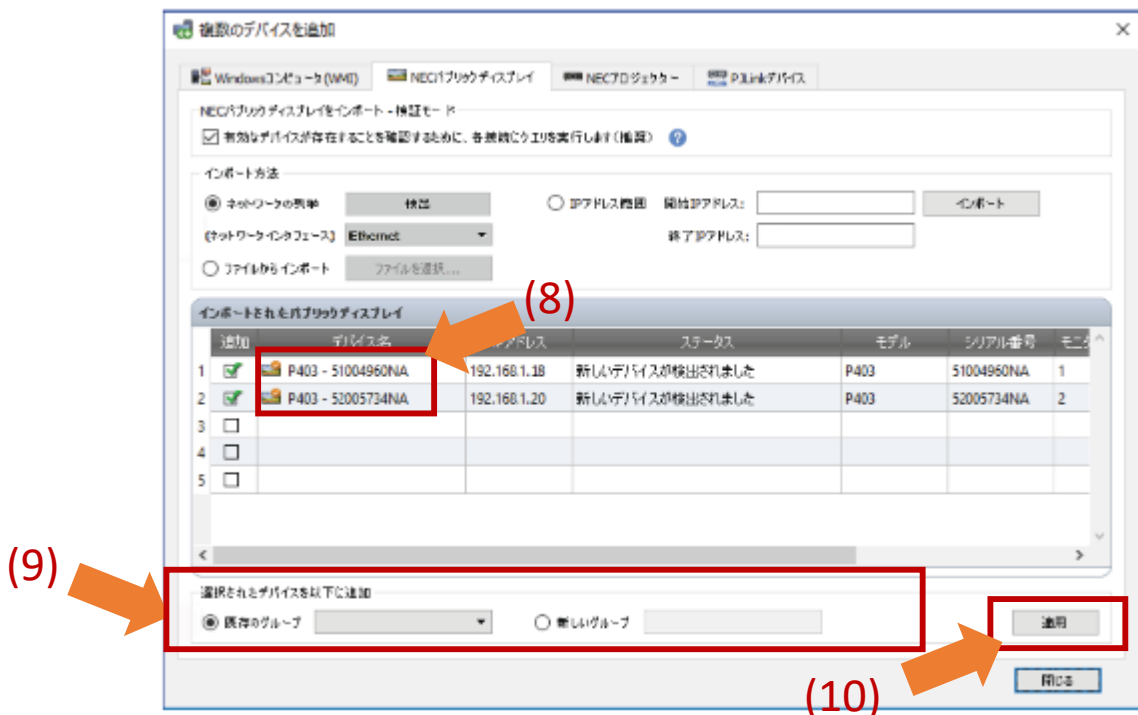 複数のデバイスを追加
Windowsコンピュータ(WMI) NECパブリックディスプレイ NECプロジェクター PJLinkデバイス
NECパブリックディスプレイをインポート - 検証モード
有効なデバイスが存在することを確認するために、各接続にクエリを実行します(推奨) ?
インポート方法
ネットワークの列挙 検出 IPアドレス範囲 開始IPアドレス: インポート
(ネットワークインタフェース) Ethernet 終了IPアドレス:
ファイルからインポート ファイルを選択...
(8)
インポートされたパブリックディスプレイ
追加 デバイス名 IPアドレス ステータス モデル シリアル番号 モニタ
1 P403 - 51004960NA 192.168.1.18 新しいデバイスが検出されました P403 51004960NA 1
2 P403 - 52005734NA 192.168.1.20 新しいデバイスが検出されました P403 52005734NA 2
3
4
5
(9)
選択されたデバイスを以下に追加
既存のグループ 新しいグループ 適用
(10)
閉じる